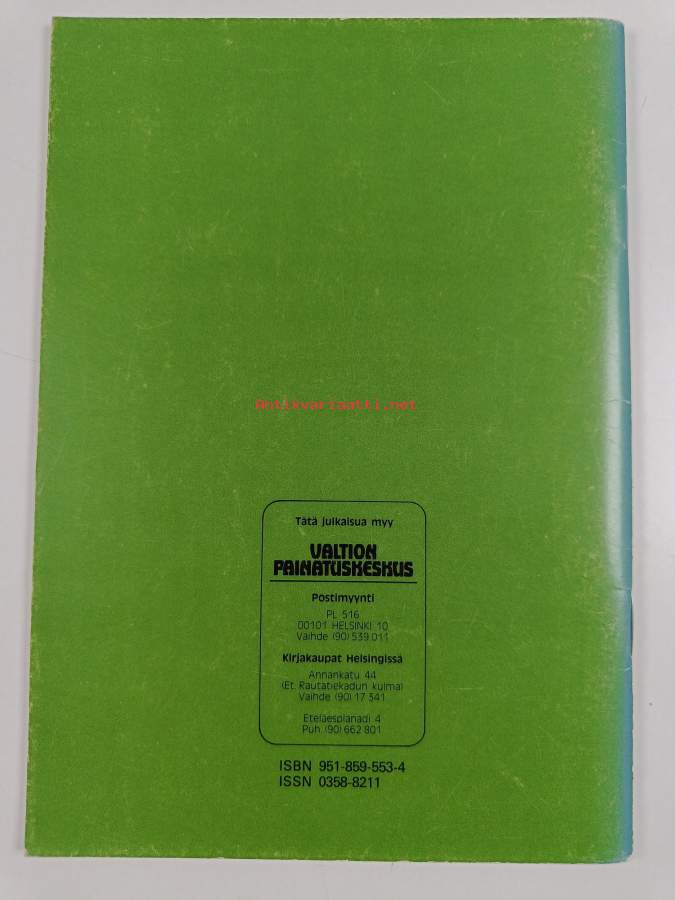 Antikvariaatti.net
Tätä julkaisua myy
VALTION
PAINATUSKESKUS
Postimyynti
PL 516
00101 HELSINKI 10
Vaihde (90) 539 011
Kirjakaupat Helsingissä
Annankatu 44
(Et. Rautatiekadun kulma)
Vaihde (90) 17 341
Eteläesplanadi 4
Puh. (90) 662 801
ISBN 951-859-553-4
ISSN 0358-8211